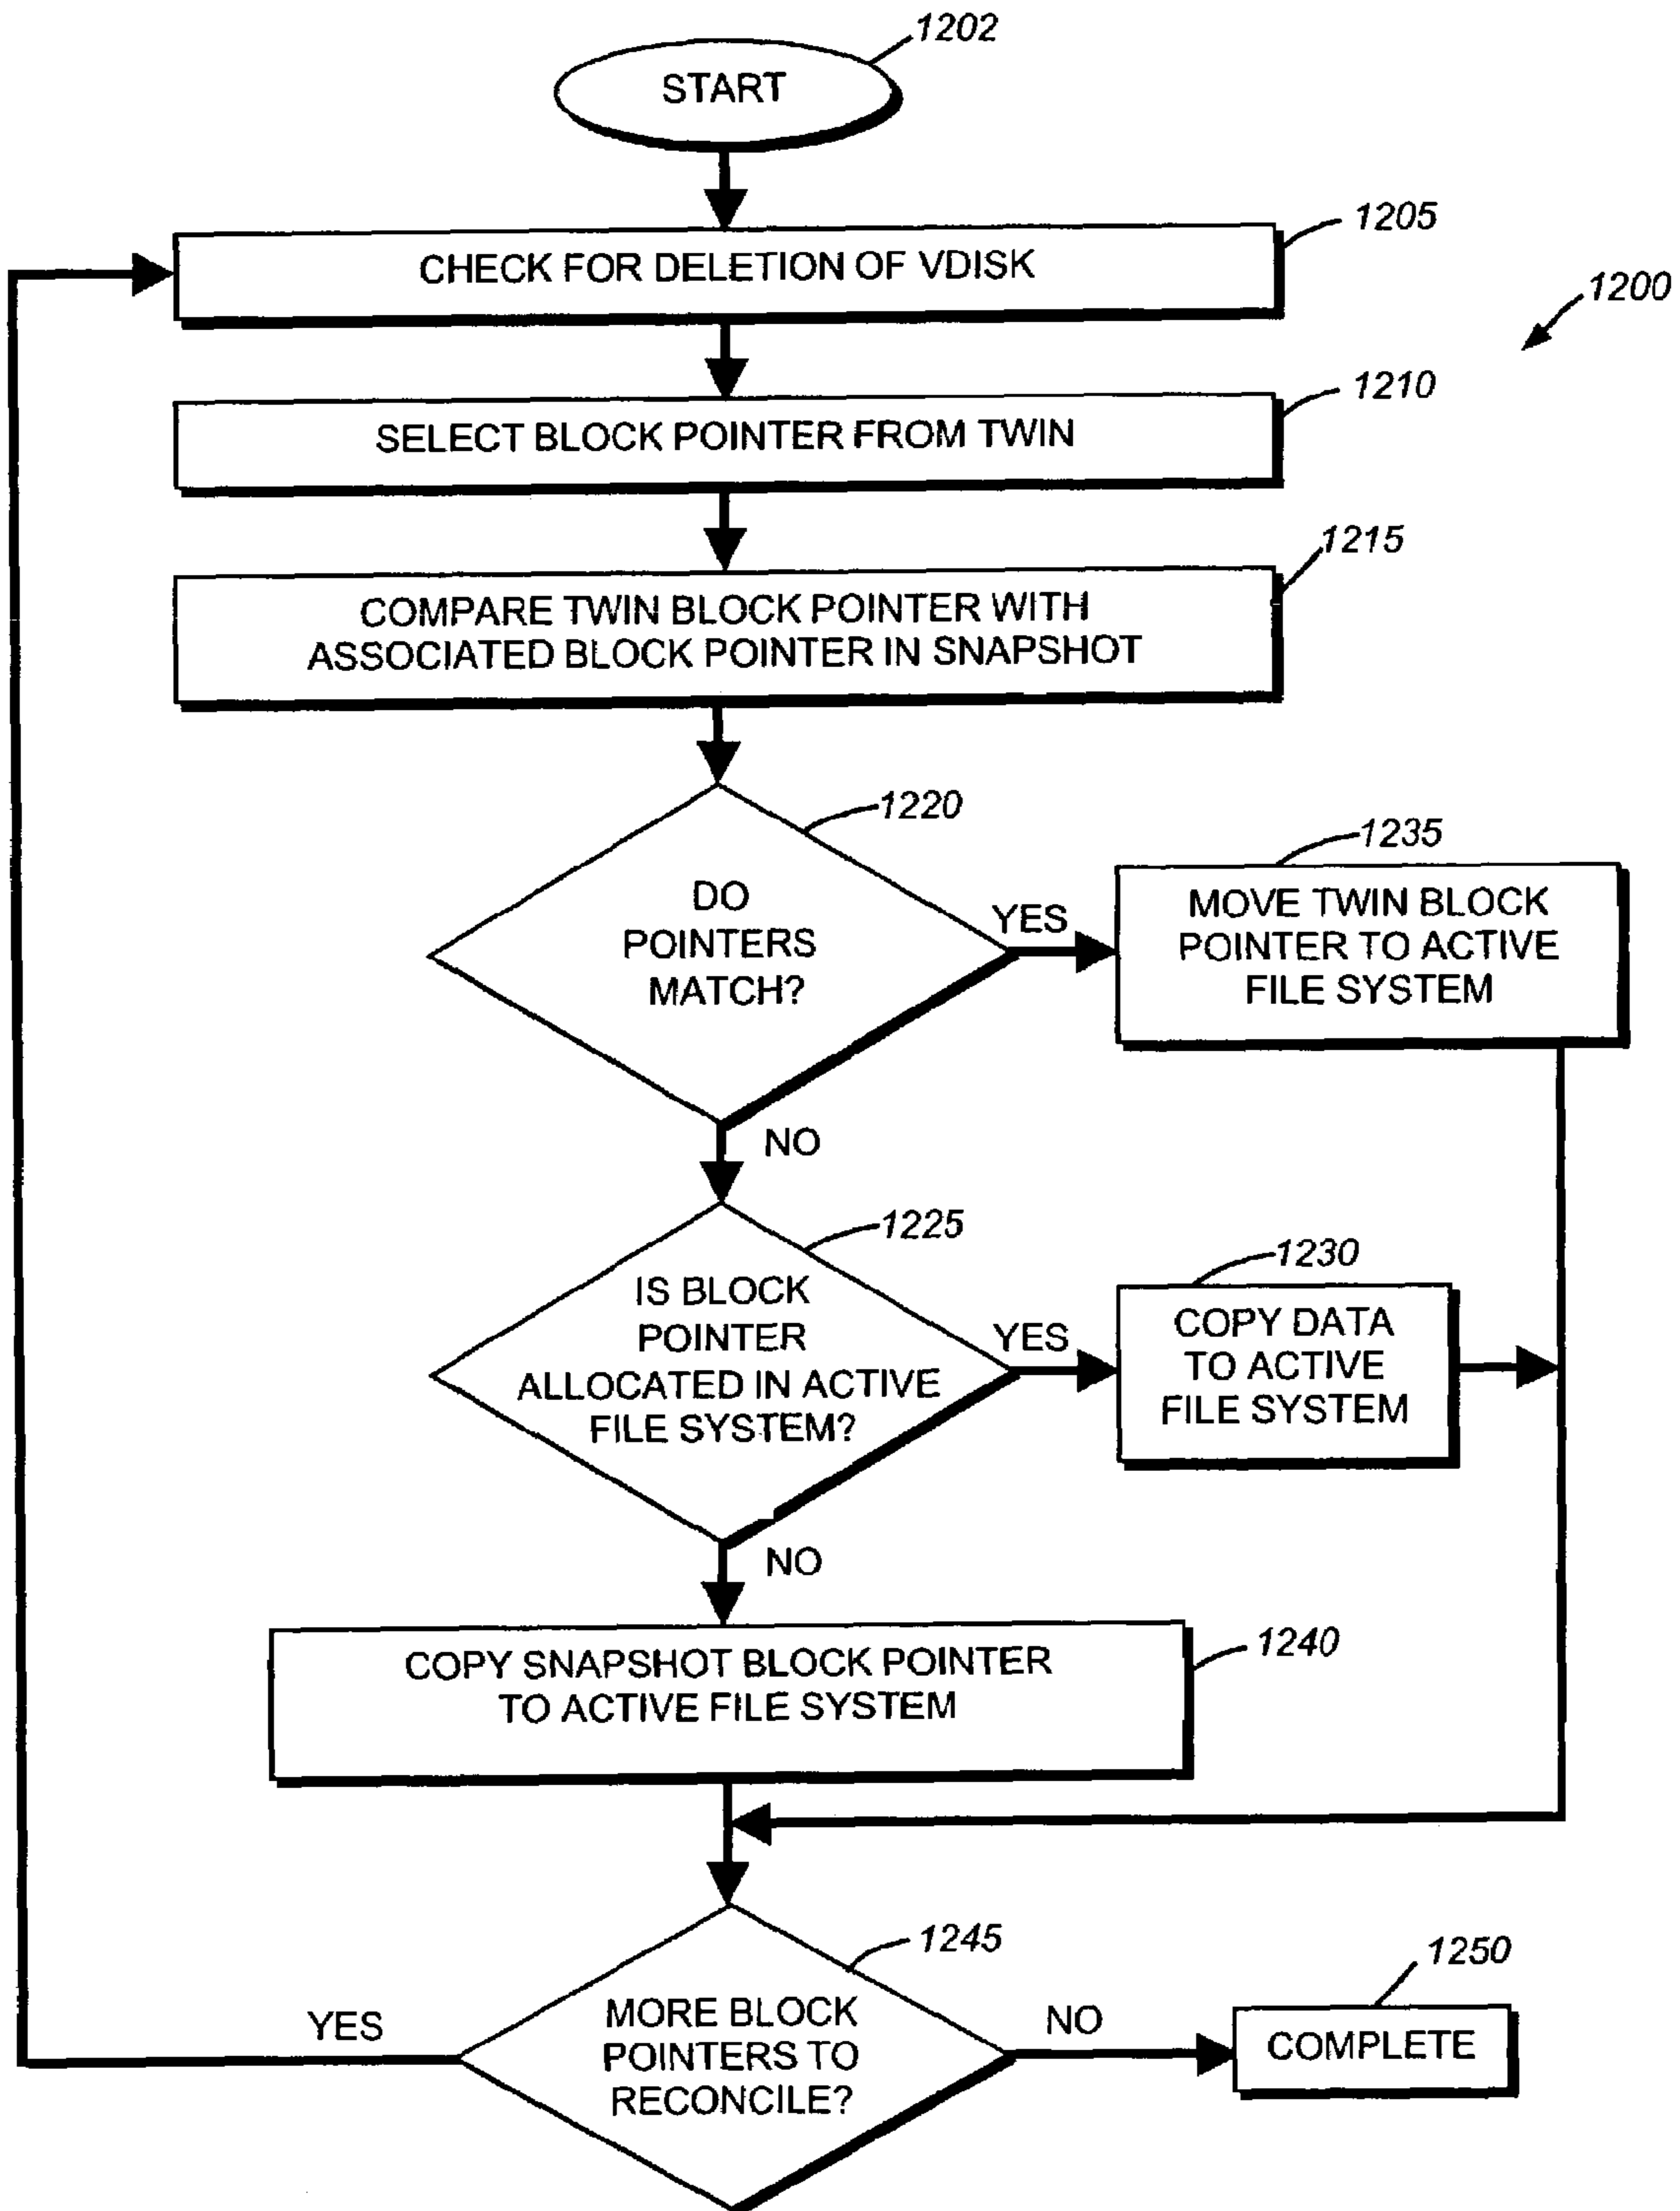 1202
START
1205
CHECK FOR DELETION OF VDISK
1200
1210
SELECT BLOCK POINTER FROM TWIN
1215
COMPARE TWIN BLOCK POINTER WITH
ASSOCIATED BLOCK POINTER IN SNAPSHOT
1220
DO
POINTERS
MATCH?
YES
1235
MOVE TWIN BLOCK
POINTER TO ACTIVE
FILE SYSTEM
NO
1225
IS BLOCK
POINTER
ALLOCATED IN ACTIVE
FILE SYSTEM?
YES
1230
COPY DATA
TO ACTIVE
FILE SYSTEM
NO
1240
COPY SNAPSHOT BLOCK POINTER
TO ACTIVE FILE SYSTEM
1245
MORE BLOCK
POINTERS TO
RECONCILE?
YES
NO
1250
COMPLETE